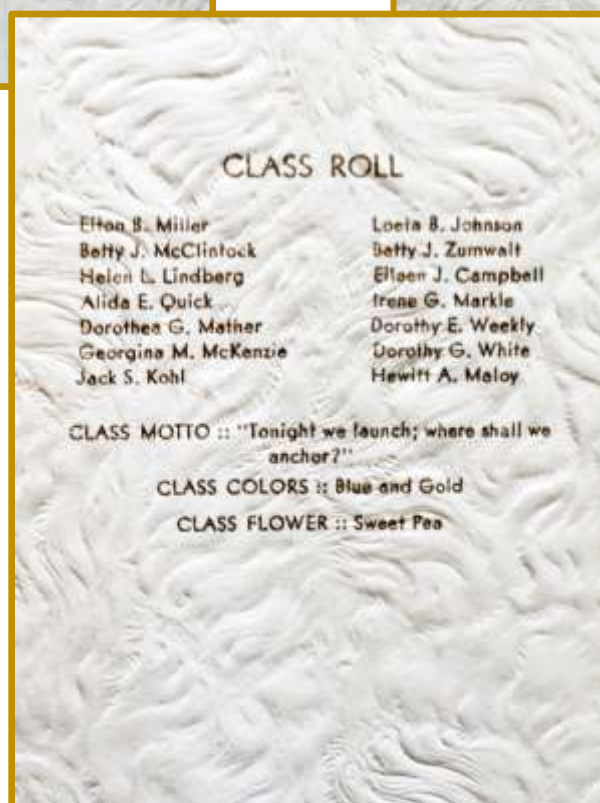 CLASS ROLL
Elton B. Miller
Betty J. McClintock
Helen L. Lindberg
Alida E. Quick
Dorothea G. Mather
Georgina M. McKenzie
Jack S. Kohl
Loeta B. Johnson
Betty J. Zumwalt
Eileen J. Campbell
Irene G. Markle
Dorothy E. Weekly
Dorothy G. White
Hewitt A. Maloy
CLASS MOTTO :: "Tonight we launch; where shall we
anchor?"
CLASS COLORS :: Blue and Gold
CLASS FLOWER :: Sweet Pea